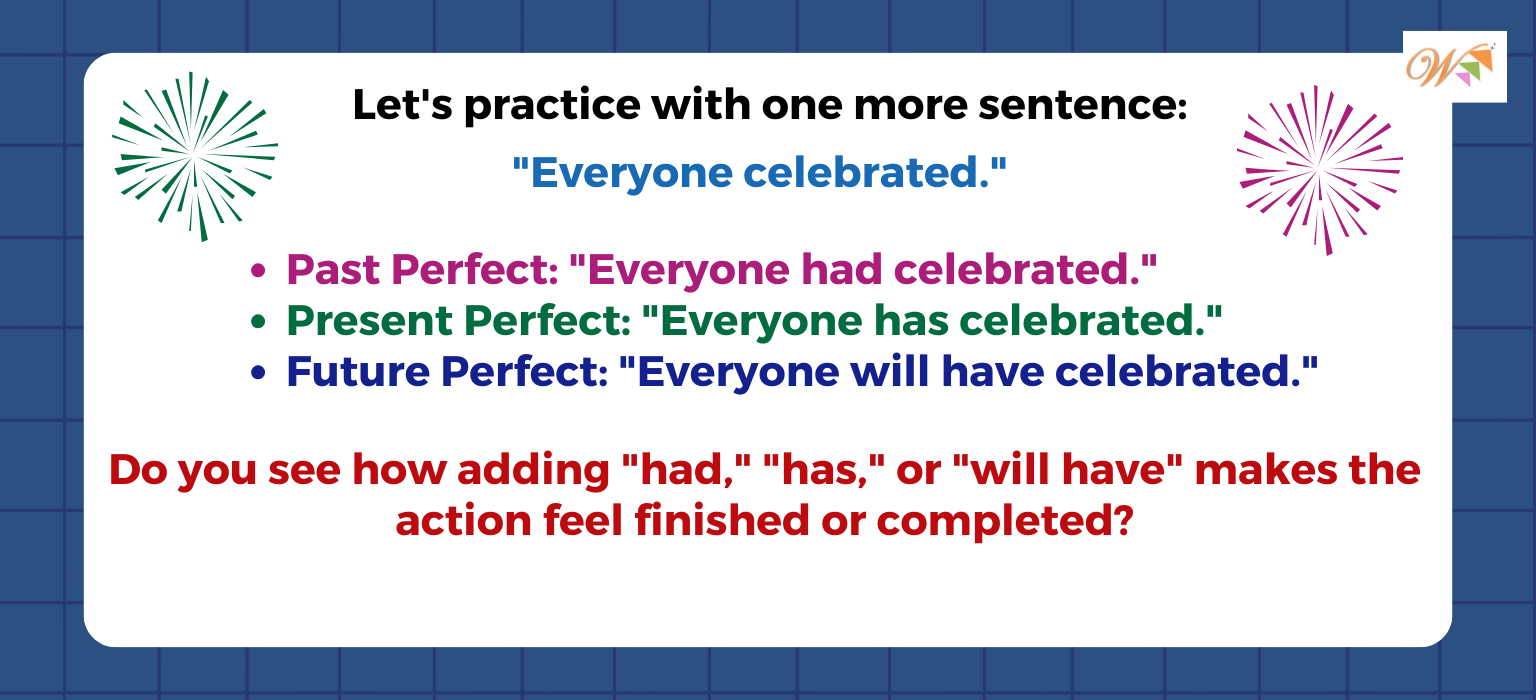 Let's practice with one more sentence:
"Everyone celebrated."
• Past Perfect: "Everyone had celebrated."
• Present Perfect: "Everyone has celebrated."
• Future Perfect: "Everyone will have celebrated."
Do you see how adding "had," "has," or "will have" makes the
action feel finished or completed?
W